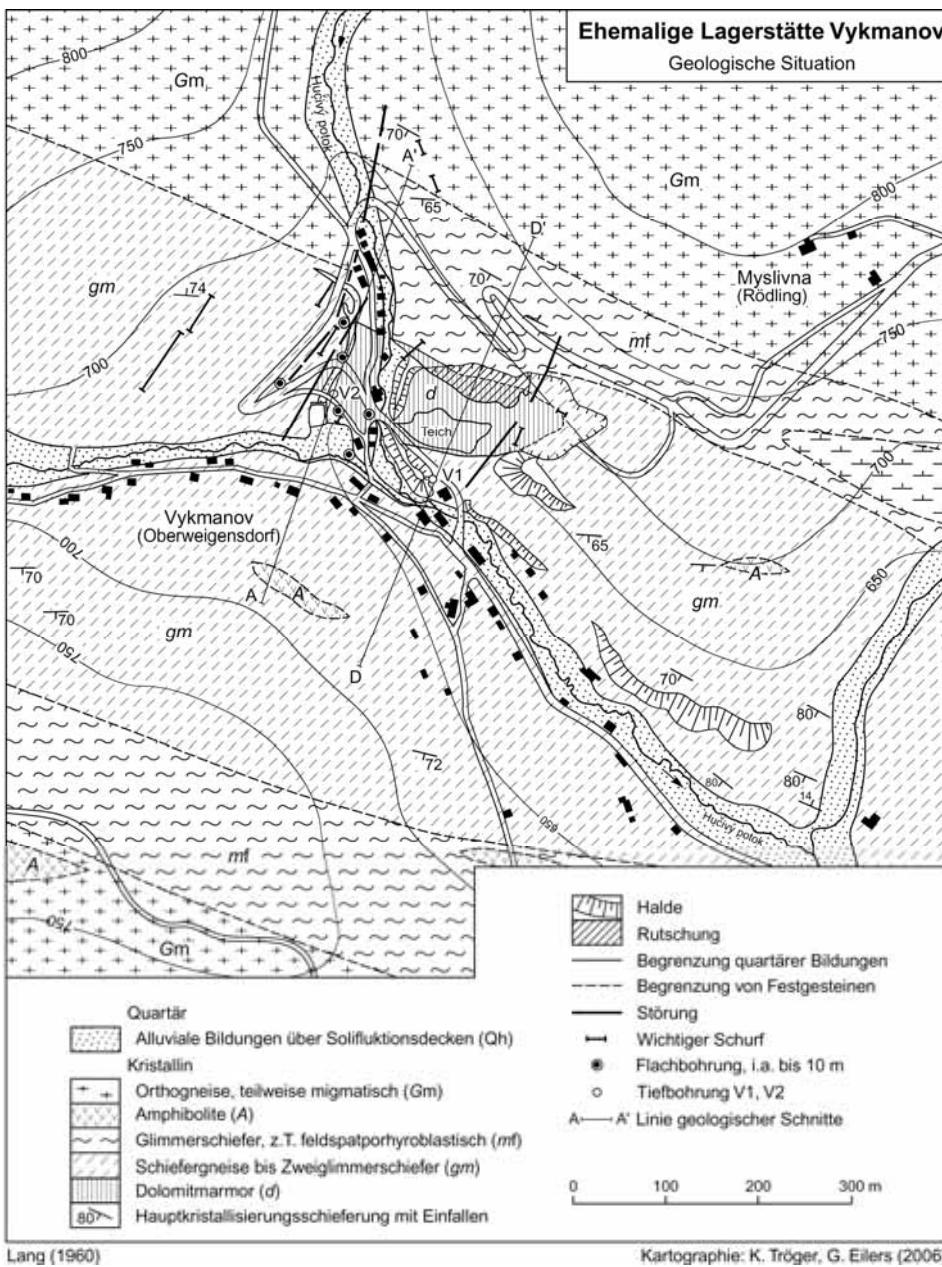 Ehemalige Lagerstätte Vykmanov
Geologische Situation
800
Gm
Hučivý potok
70
A'
750
65
Gm
800
D'
Myslivna
(Rödling)
gm
74
70
mf
750
700
V2
d
Teich
V1
700
Vykmanov
(Oberweigensdorf)
65
A
650
700
70
A
A
gm
70
gm
750
D
70
80
72
80
80
14
650
Hučivý potok
mf
A
750
Gm
Halde
Rutschung
Begrenzung quartärer Bildungen
Begrenzung von Festgesteinen
Störung
Wichtiger Schurf
Flachbohrung, i.a. bis 10 m
Tiefbohrung V1, V2
A A' Linie geologischer Schnitte
0 100 200 300 m
Quartär
Alluviale Bildungen über Solifluktionsdecken (Qh)
Kristallin
Orthogneise, teilweise migmatisch (Gm)
Amphibolite (A)
Glimmerschiefer, z.T. feldspatporhyroblastisch (mf)
Schiefergneise bis Zweiglimmerschiefer (gm)
Dolomitmarmor (d)
80 Hauptkristallisierungsschieferung mit Einfallen
Lang (1960)
Kartographie: K. Tröger, G. Eilers (2006